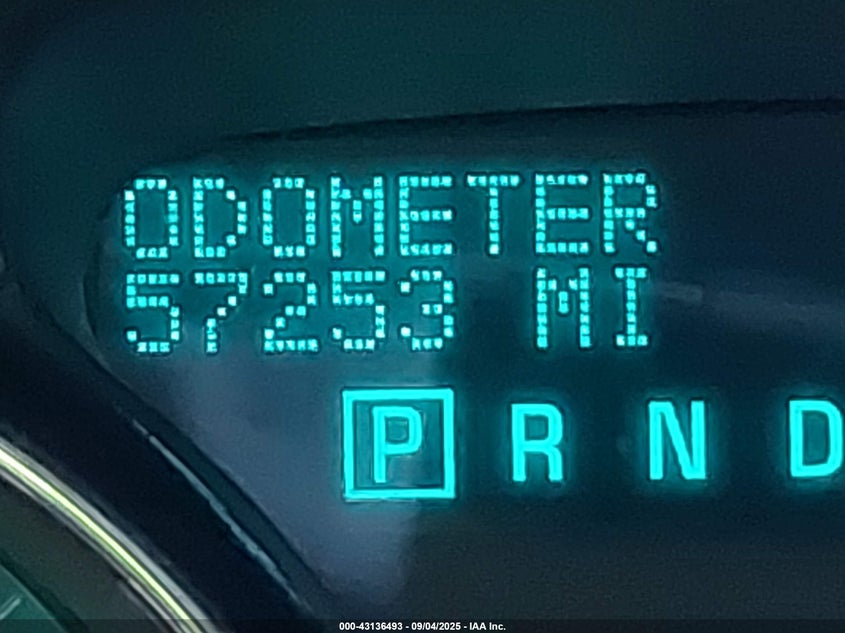 ODOMETER
57253 MI
P R N D
000-43136493 - 09/04/2025 - IAA Inc.